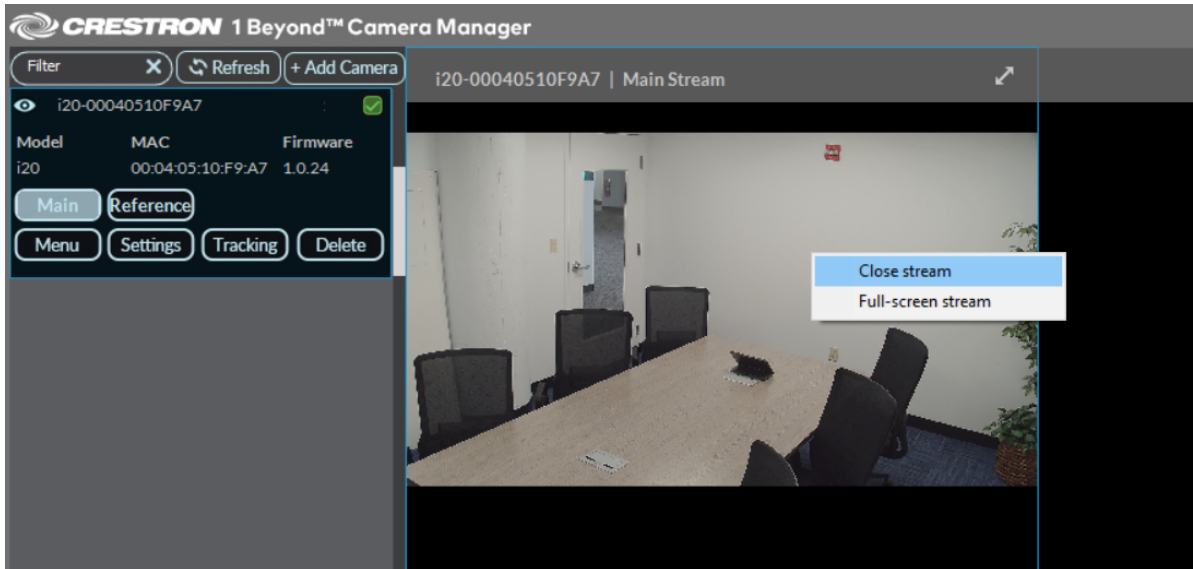 CRESTRON 1 Beyond™ Camera Manager
Filter
Refresh
+ Add Camera
i20-00040510F9A7 | Main Stream
i20-00040510F9A7
Model MAC Firmware
i20 00:04:05:10:F9:A7 1.0.24
Main Reference
Menu Settings Tracking Delete
Close stream
Full-screen stream